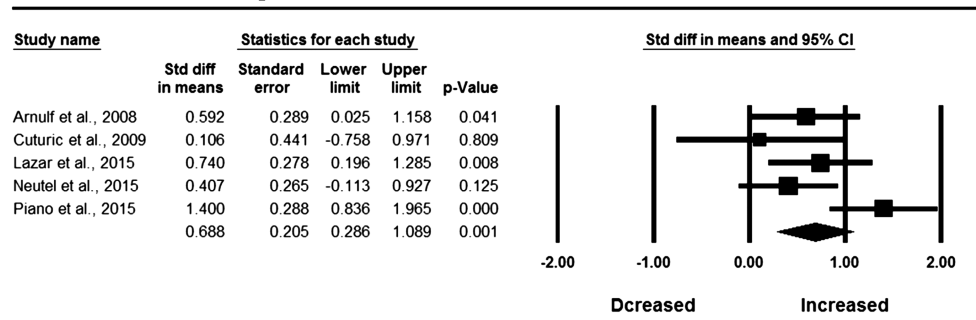 Study name Statistics for each study Std diff in means and 95% CI
Std diff Standard Lower Upper
in means error limit limit p-Value
Arnulf et al., 2008 0.592 0.289 0.025 1.158 0.041
Cuturic et al., 2009 0.106 0.441 -0.758 0.971 0.809
Lazar et al., 2015 0.740 0.278 0.196 1.285 0.008
Neutel et al., 2015 0.407 0.265 -0.113 0.927 0.125
Piano et al., 2015 1.400 0.288 0.836 1.965 0.000
0.688 0.205 0.286 1.089 0.001
-2.00 -1.00 0.00 1.00 2.00
Dcreased Increased